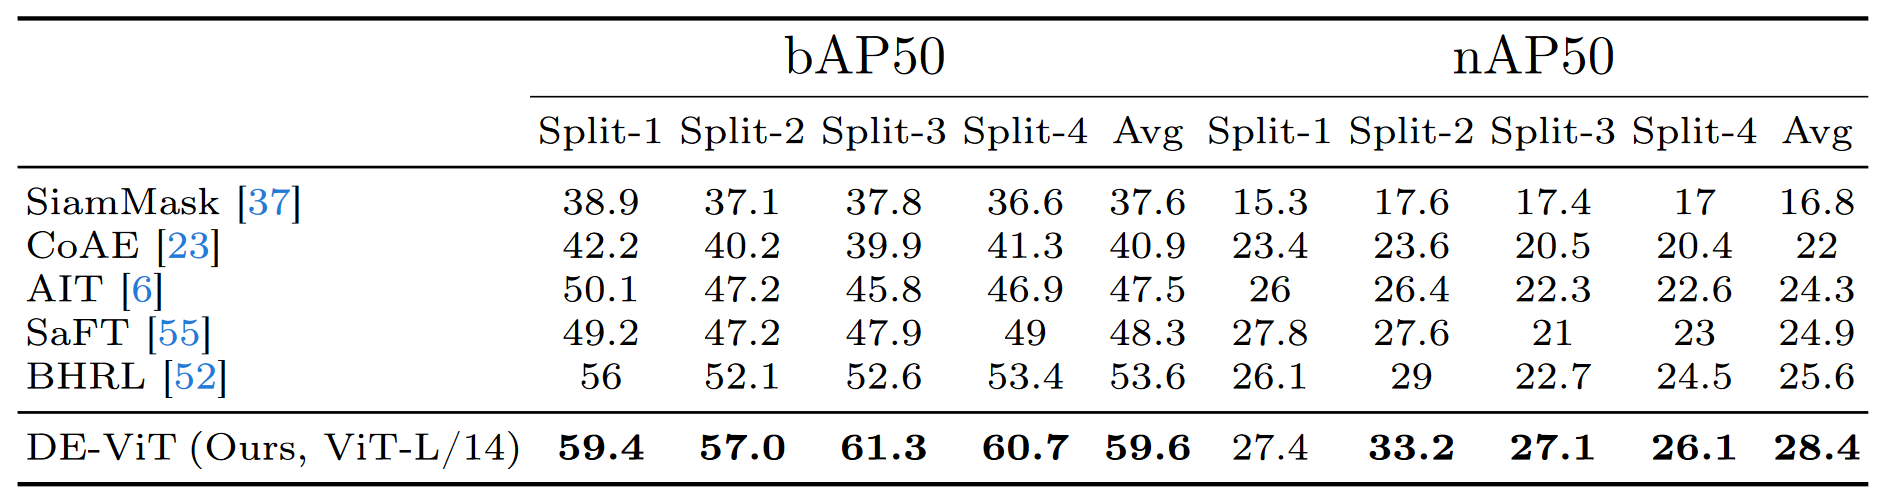 bAP50 nAP50
Split-1 Split-2 Split-3 Split-4 Avg Split-1 Split-2 Split-3 Split-4 Avg
SiamMask [37] 38.9 37.1 37.8 36.6 37.6 15.3 17.6 17.4 17 16.8
CoAE [23] 42.2 40.2 39.9 41.3 40.9 23.4 23.6 20.5 20.4 22
AIT [6] 50.1 47.2 45.8 46.9 47.5 26 26.4 22.3 22.6 24.3
SaFT [55] 49.2 47.2 47.9 49 48.3 27.8 27.6 21 23 24.9
BHRL [52] 56 52.1 52.6 53.4 53.6 26.1 29 22.7 24.5 25.6
DE-ViT (Ours, ViT-L/14) 59.4 57.0 61.3 60.7 59.6 27.4 33.2 27.1 26.1 28.4